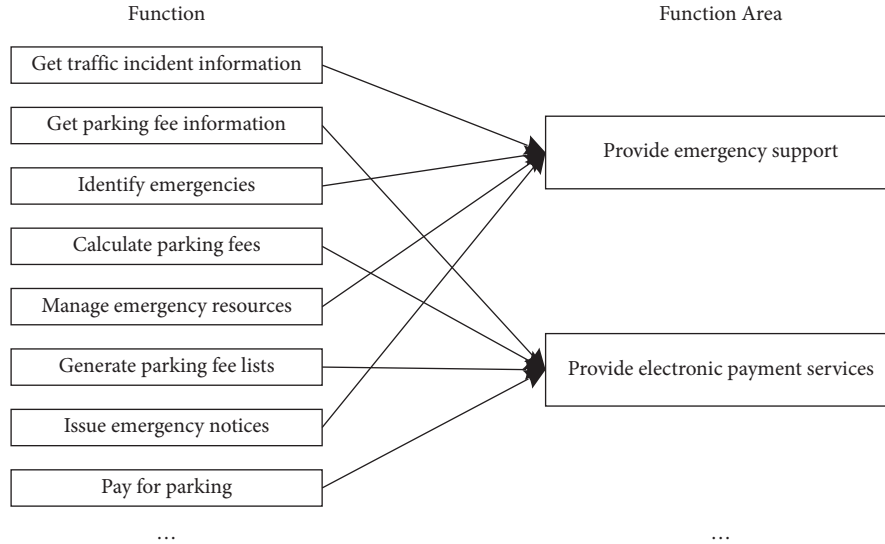 Function
Function Area
Get traffic incident information
Get parking fee information
Identify emergencies
Calculate parking fees
Manage emergency resources
Generate parking fee lists
Issue emergency notices
Pay for parking
...
Provide emergency support
Provide electronic payment services
...